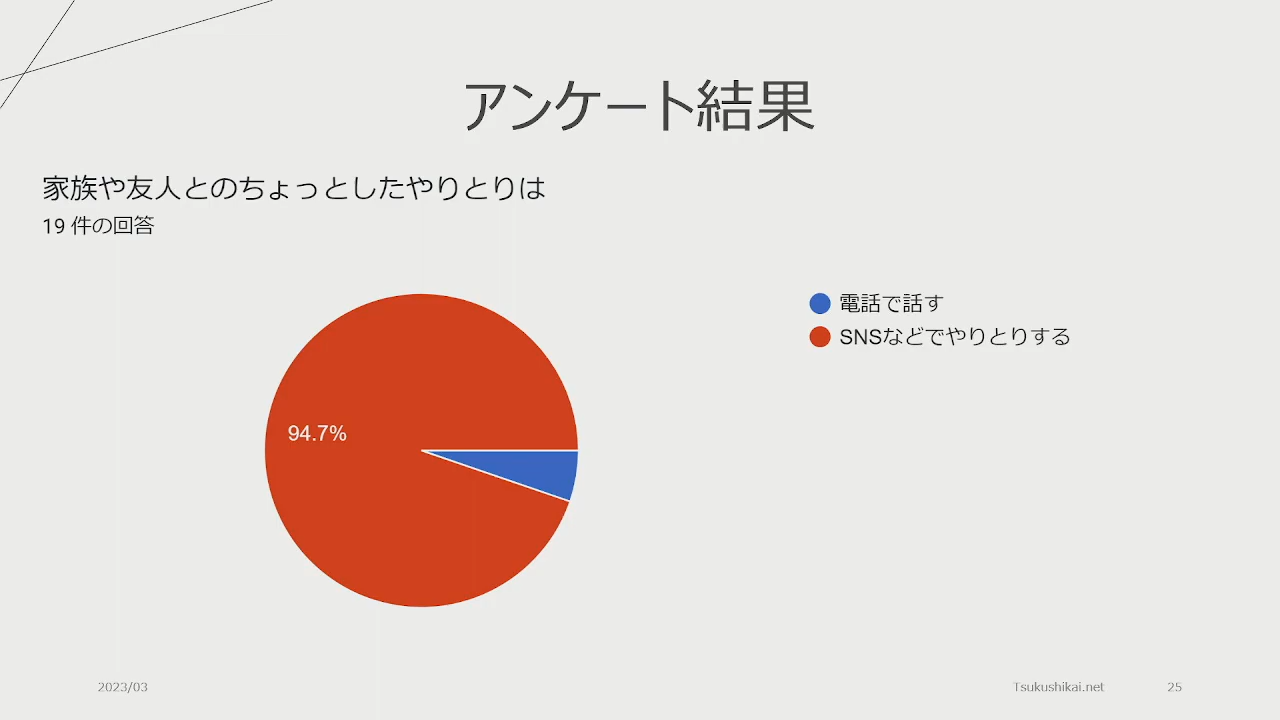 アンケート結果
家族や友人とのちょっとしたやりとりは
19 件の回答
電話で話す
SNSなどでやりとりする
94.7%
2023/03
Tsukushikai.net
25